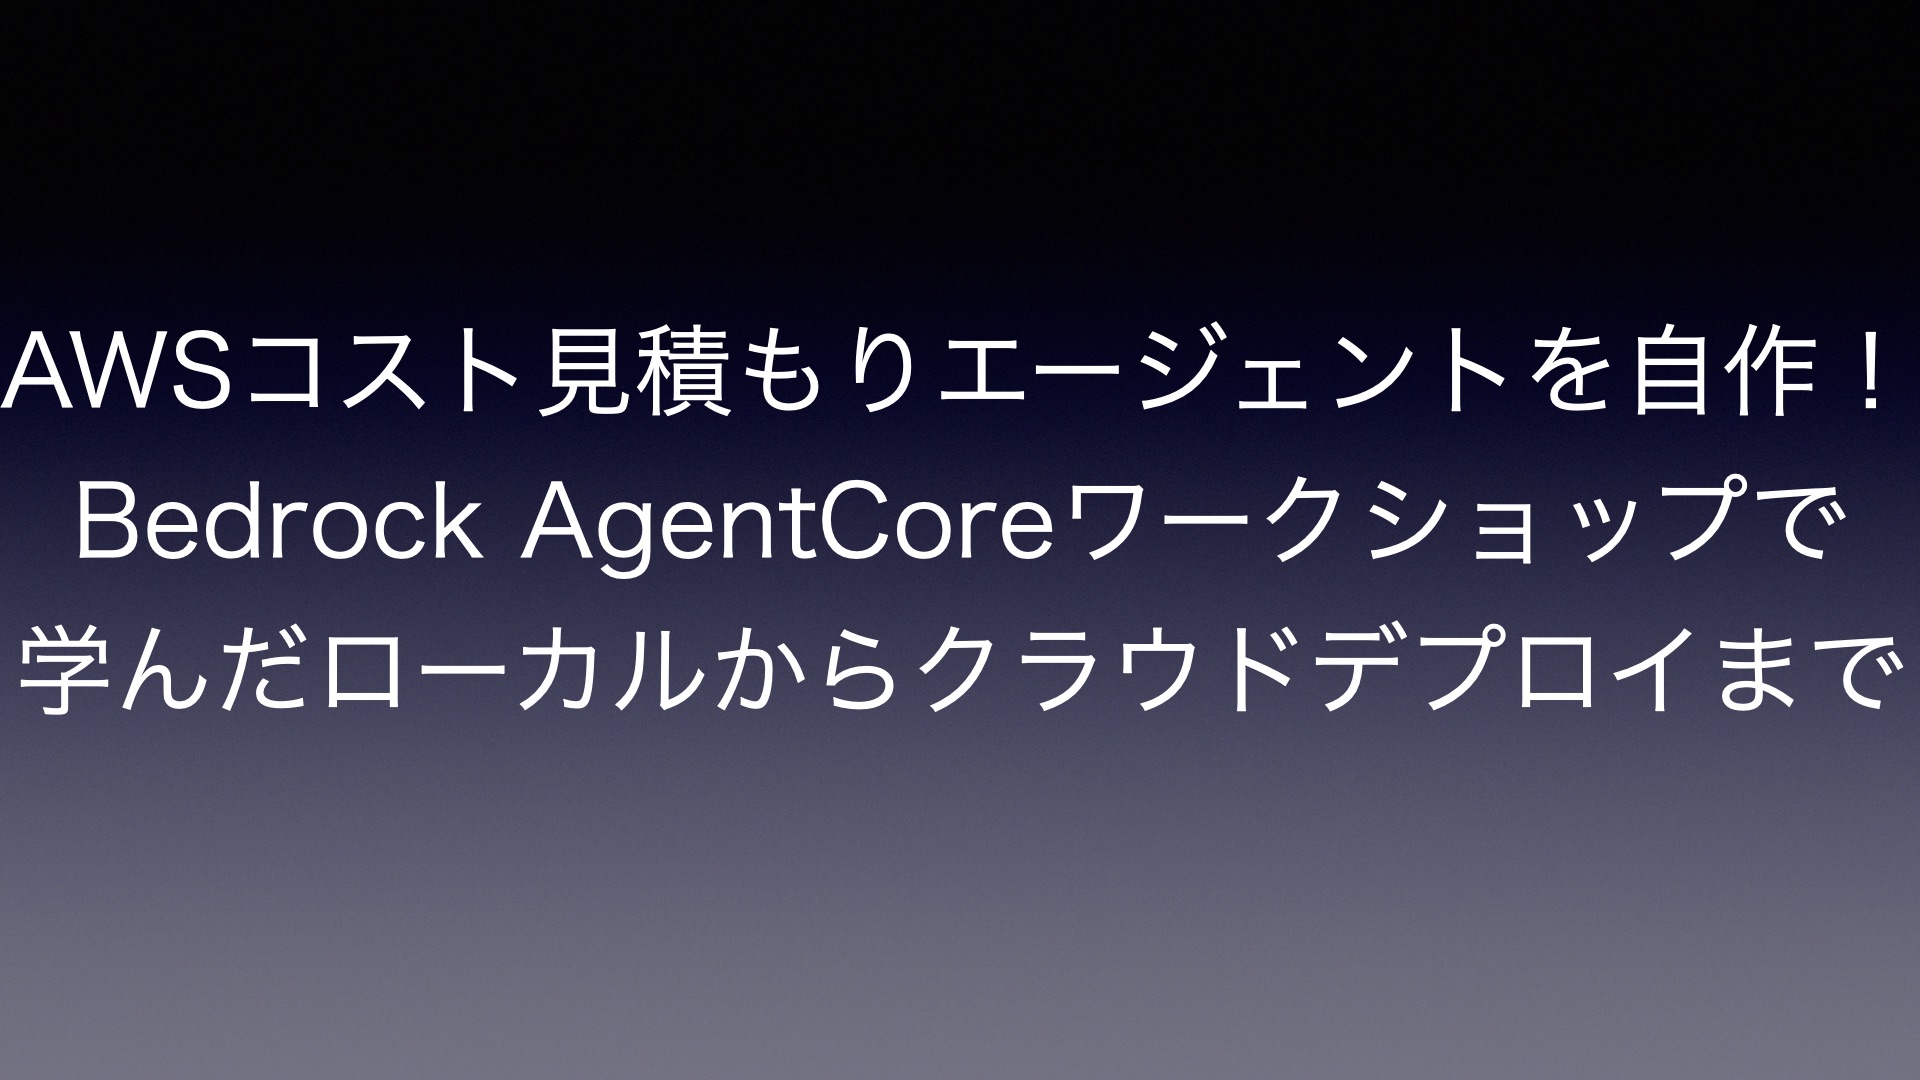 AWSコスト見積もりエージェントを自作！
Bedrock AgentCoreワークショップで
学んだローカルからクラウドデプロイまで